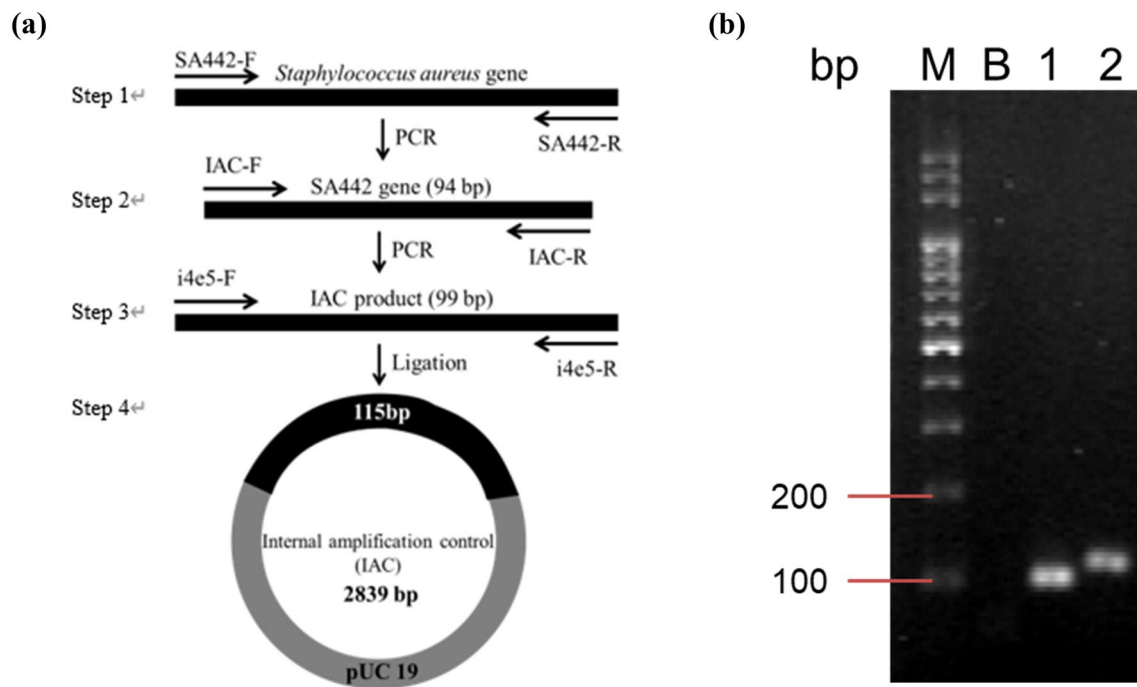 (a)
SA442-F
Staphylococcus aureus gene
Step 1↵
SA442-R
PCR
IAC-F
SA442 gene (94 bp)
Step 2↵
IAC-R
PCR
i4e5-F
IAC product (99 bp)
Step 3↵
i4e5-R
Ligation
Step 4↵
115bp
Internal amplification control
(IAC)
2839 bp
pUC 19
(b)
bp M B 1 2
200
100